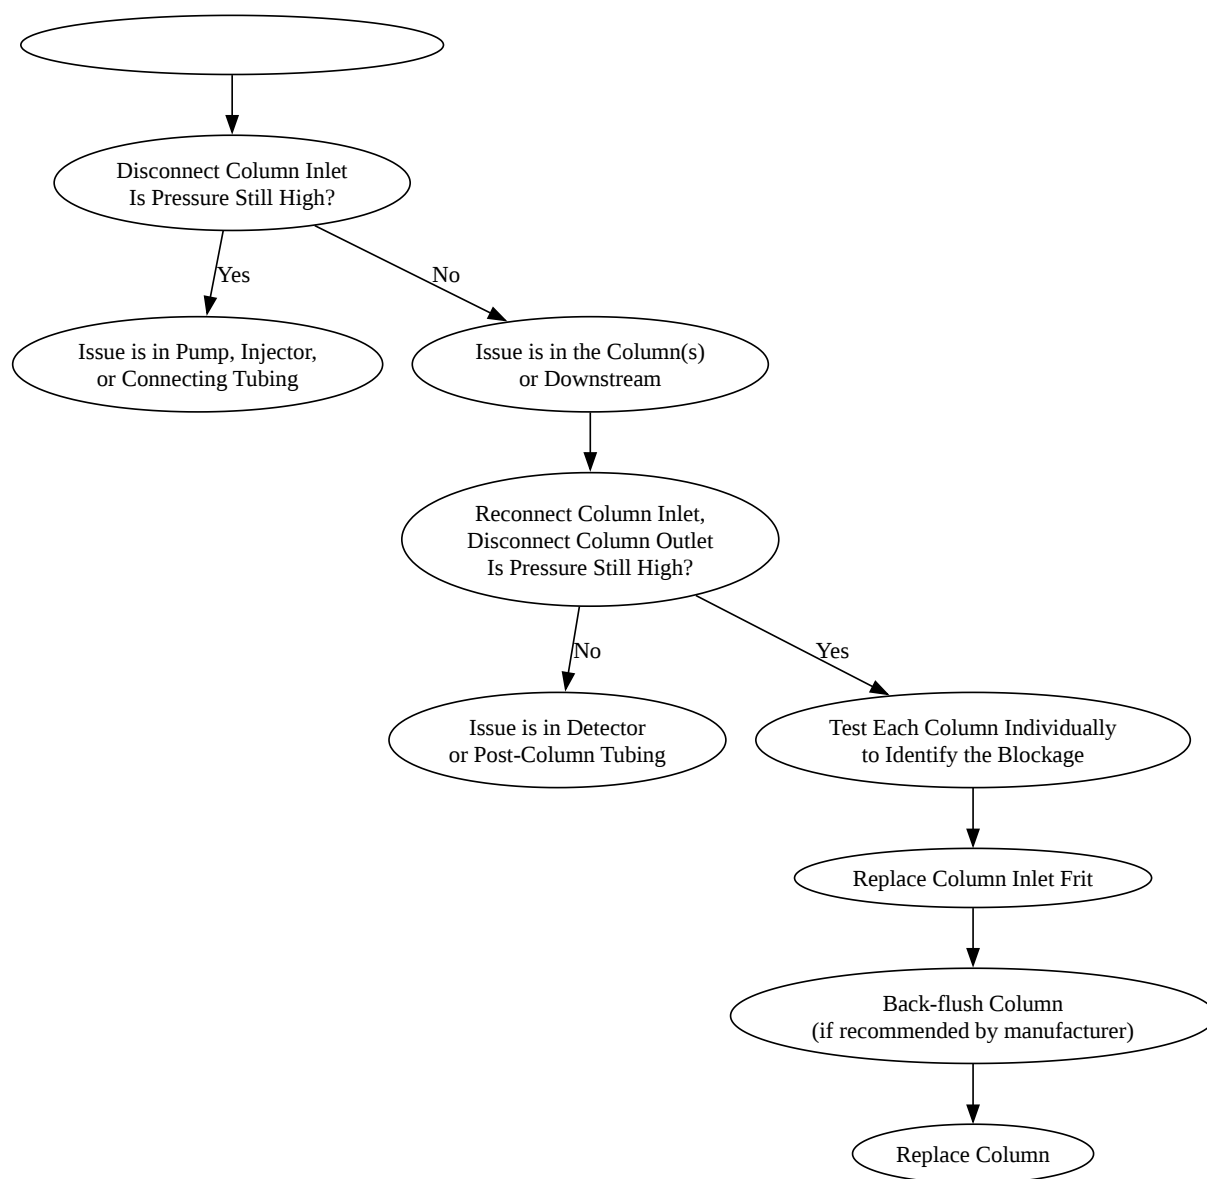 Disconnect Column Inlet
Is Pressure Still High?
Yes
No
Issue is in Pump, Injector,
or Connecting Tubing
Issue is in the Column(s)
or Downstream
Reconnect Column Inlet,
Disconnect Column Outlet
Is Pressure Still High?
No
Yes
Issue is in Detector
or Post-Column Tubing
Test Each Column Individually
to Identify the Blockage
Replace Column Inlet Frit
Back-flush Column
(if recommended by manufacturer)
Replace Column